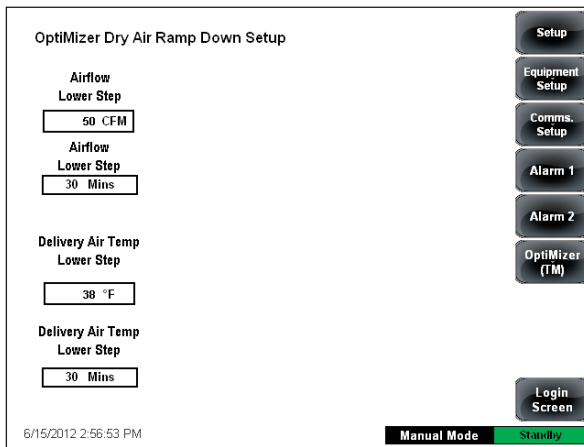 OptiMizer Dry Air Ramp Down Setup
Airflow
Lower Step
50 CFM
Airflow
Lower Step
30 Mins
Delivery Air Temp
Lower Step
38 °F
Delivery Air Temp
Lower Step
30 Mins
6/15/2012 2:56:53 PM
Setup
Equipment
Setup
Comms.
Setup
Alarm 1
Alarm 2
OptiMizer
(TM)
Login
Screen
Manual Mode
Standby